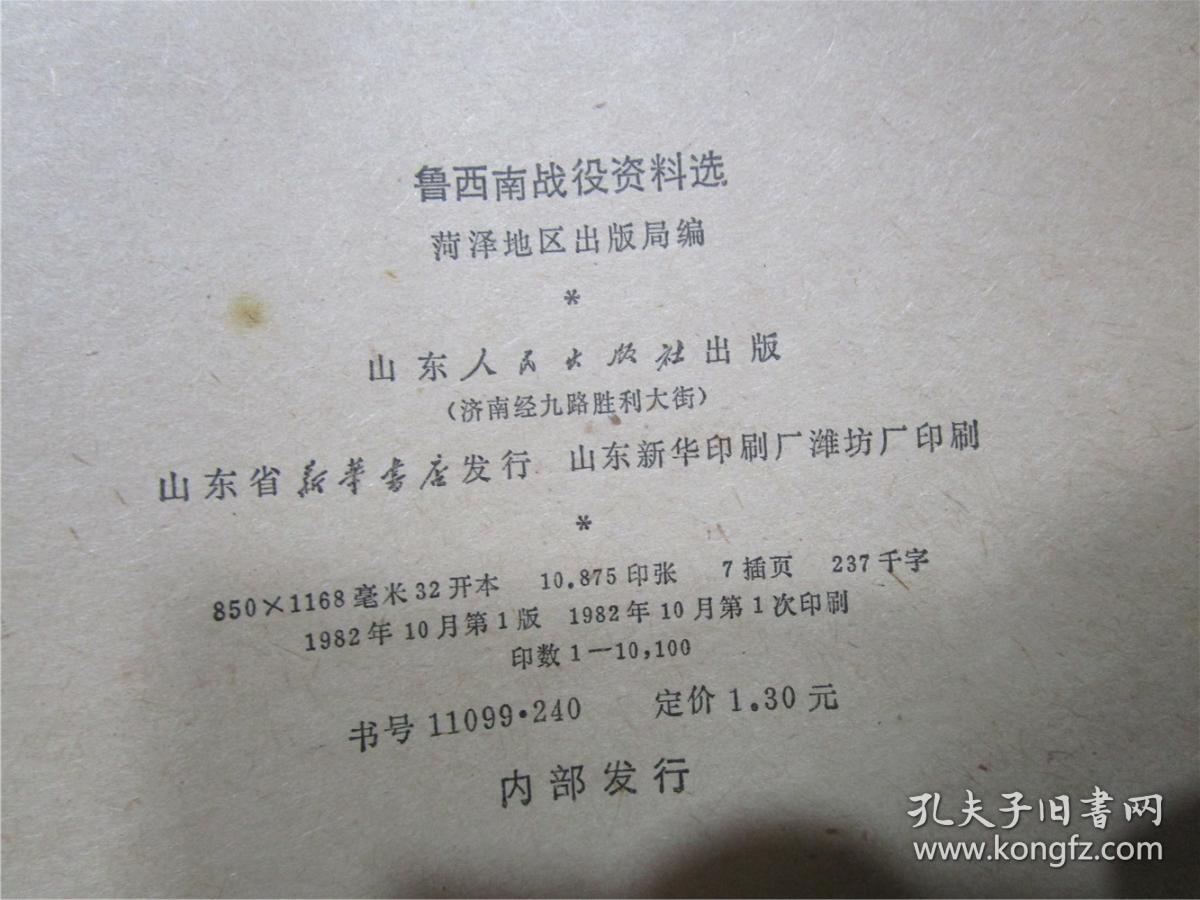 鲁西南战役资料选
菏泽地区出版局编
*
山东人民出版社出版
（济南经九路胜利大街）
山东省新华书店发行 山东新华印刷厂潍坊厂印刷
*
850×1168毫米32开本 10.875印张 7插页 237千字
1982年10月第1版 1982年10月第1次印刷
印数1—10,100
书号11099·240 定价1.30元
内部发行
孔夫子旧书网
www.kongfz.com